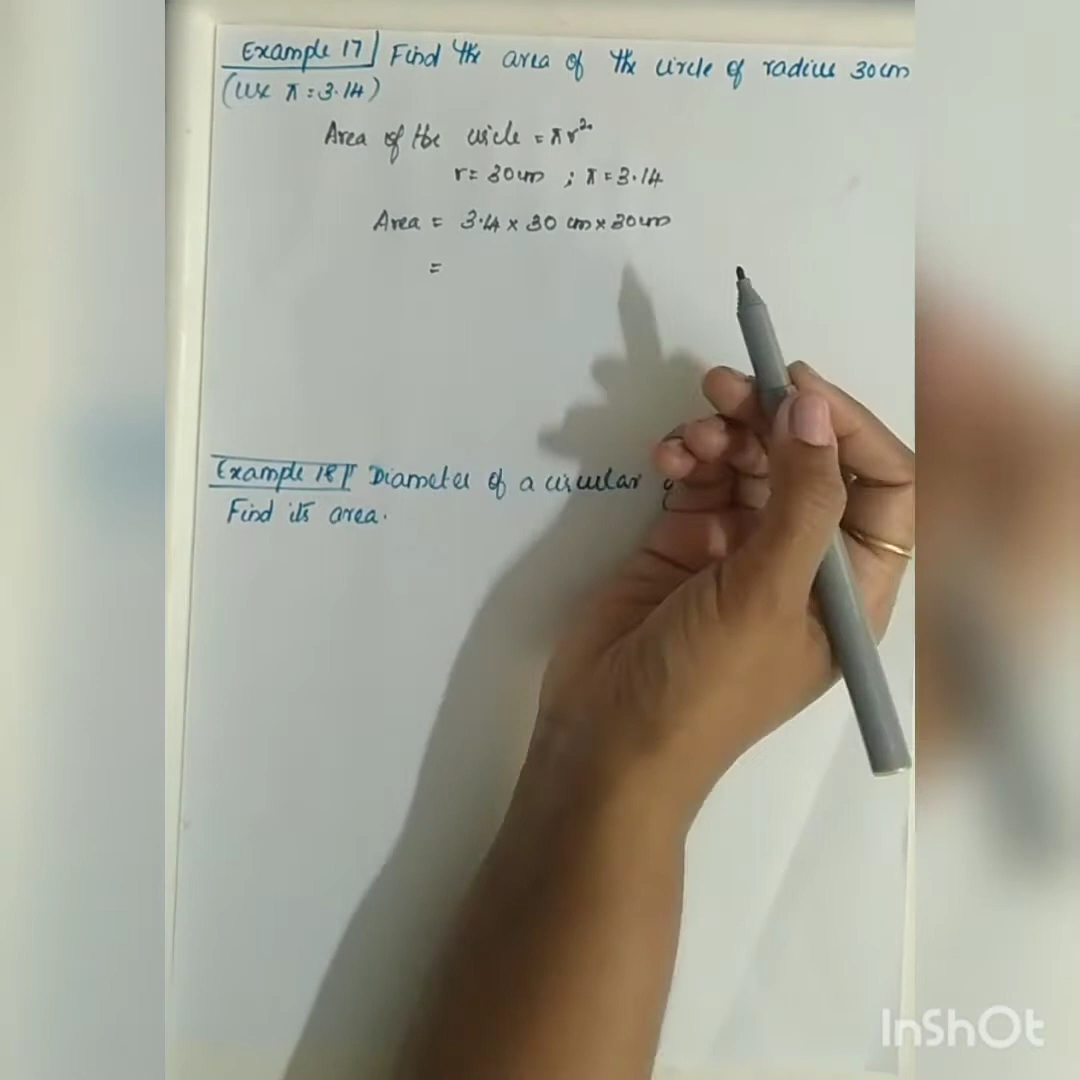 Example 17 Find the area of the circle of radius 30cm
(use π = 3.14)
Area of the circle = πr²
r = 30cm ; π = 3.14
Area = 3.14 × 30 cm × 30cm
=
Example 18 Diameter of a circular
Find its area.
InShOt